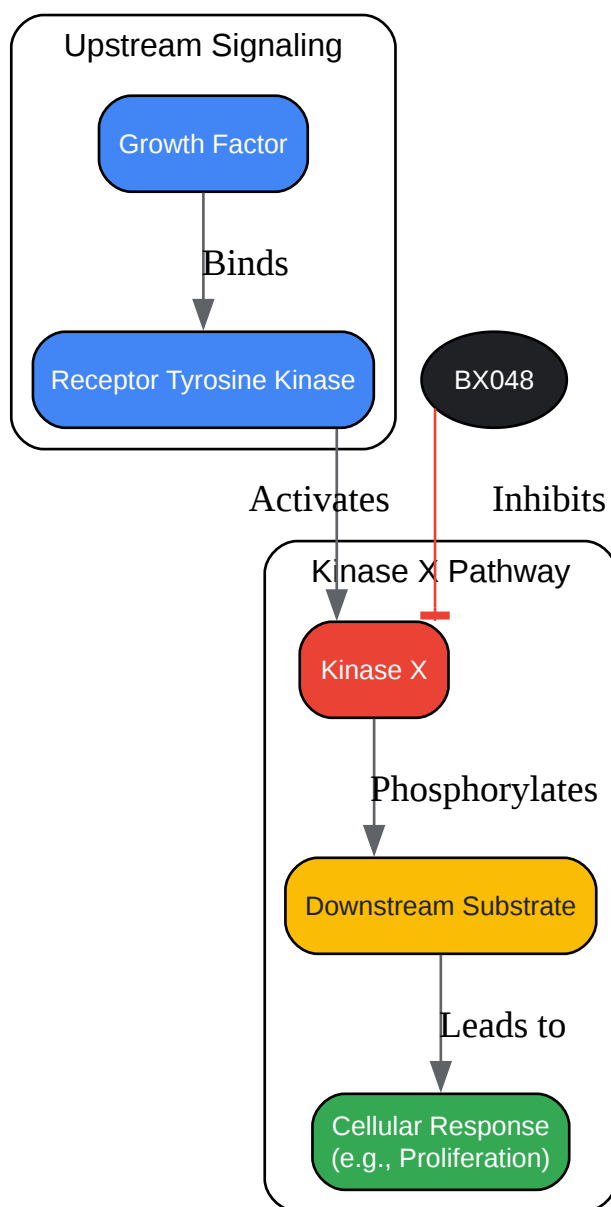 Upstream Signaling
Growth Factor
Binds
Receptor Tyrosine Kinase
BX048
Activates
Inhibits
Kinase X Pathway
Kinase X
Phosphorylates
Downstream Substrate
Leads to
Cellular Response
(e.g., Proliferation)